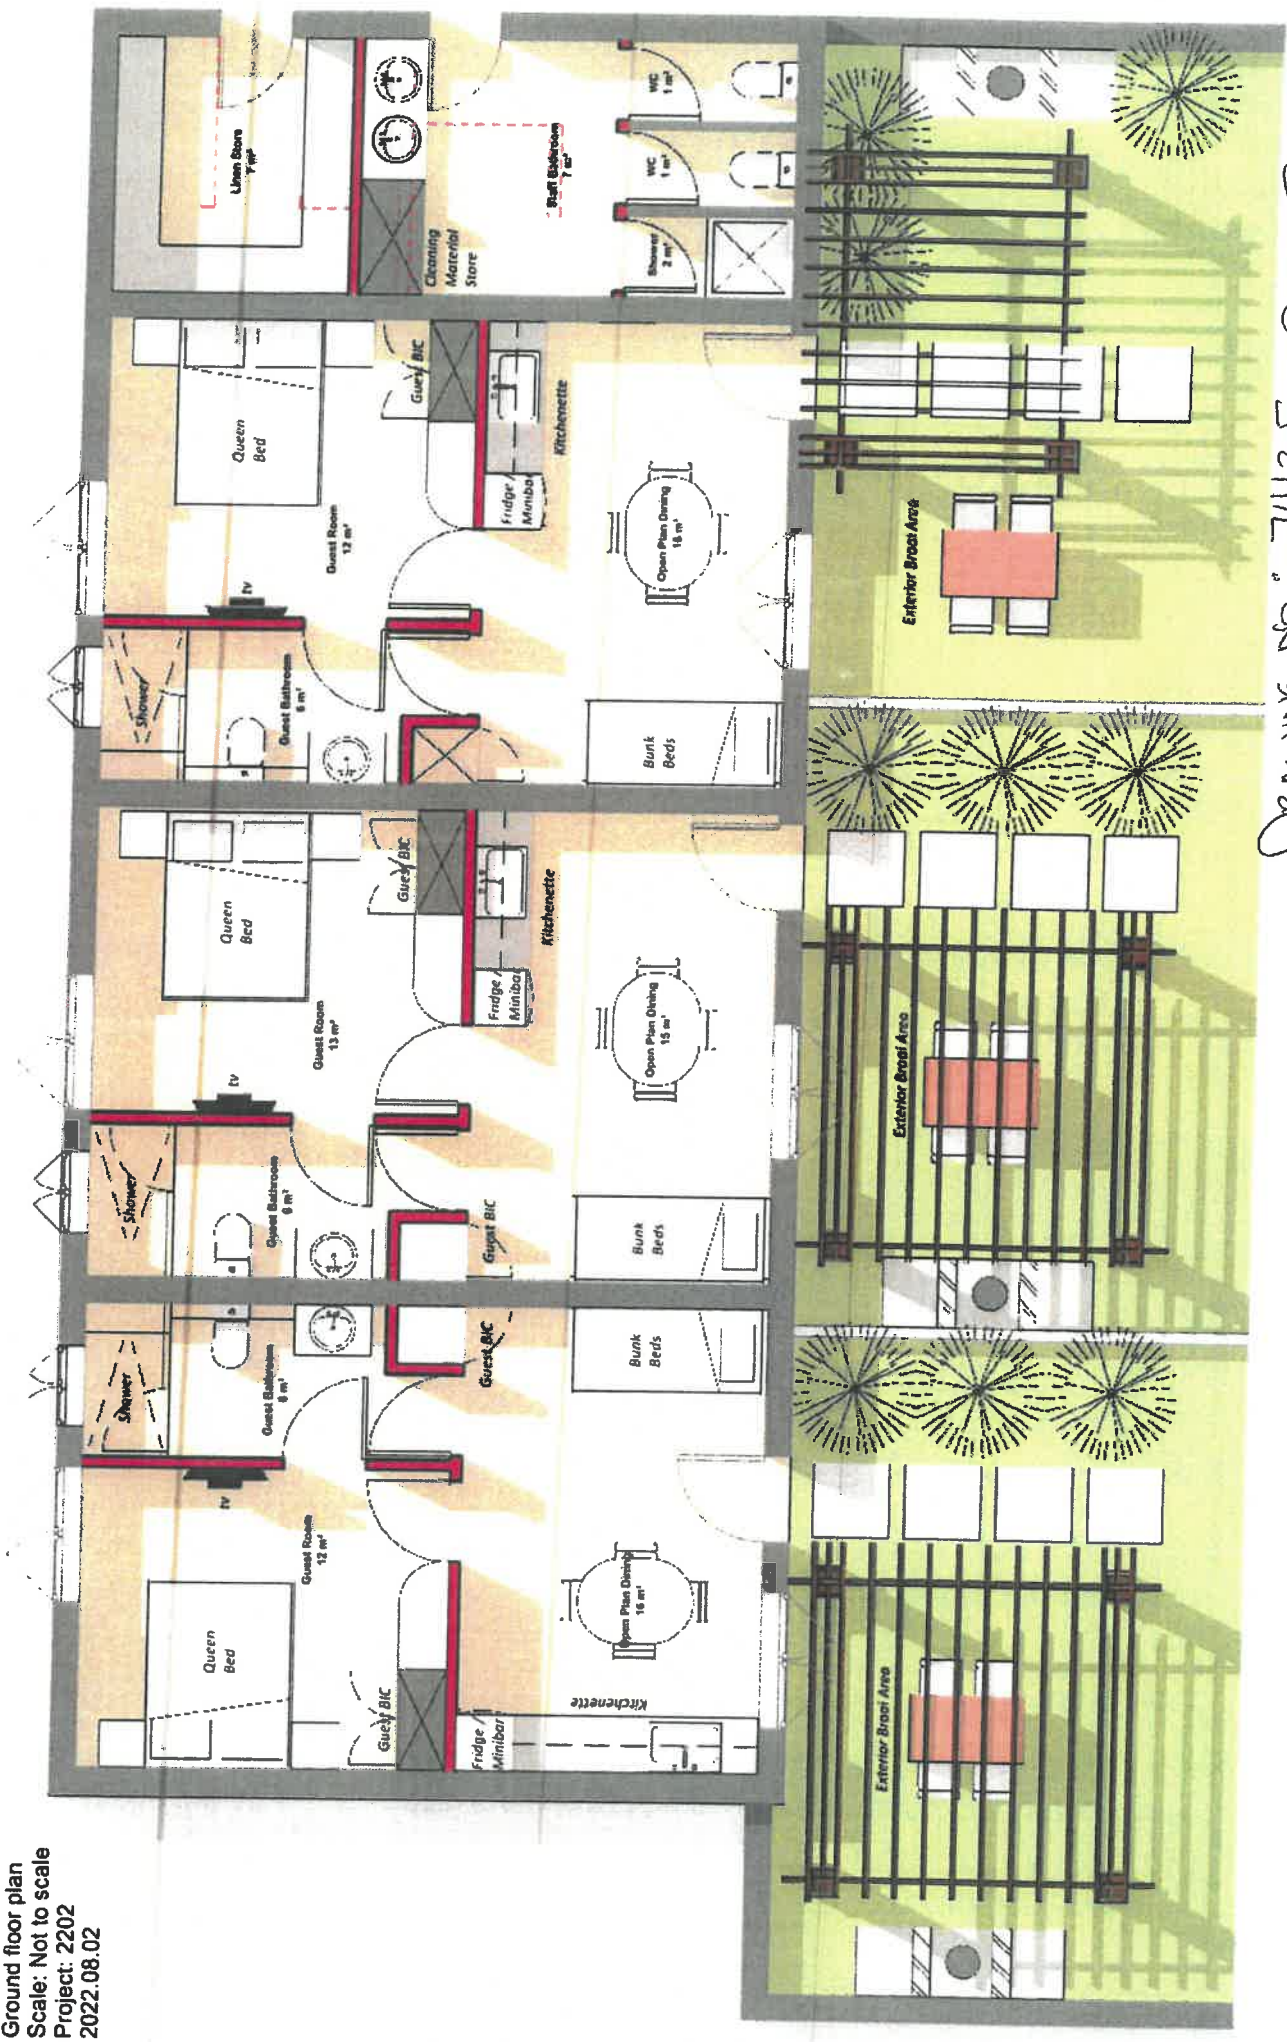 Ground floor plan
Scale: Not to scale
Project: 2202
2022.08.02
Linen Store
7 m²
Cleaning
Material
Store
Staff Bathroom
7 m²
WC
1 m²
WC
1 m²
Shower
2 m²
Queen
Bed
Guest BIC
Guest Room
12 m²
tv
Shower
Guest Bathroom
6 m²
Kitchenette
Fridge /
Minibar
Open Plan Dining
16 m²
Bunk
Beds
Exterior Braai Area
Queen
Bed
Guest BIC
Guest Room
13 m²
tv
Shower
Guest Bathroom
6 m²
Guest BIC
Kitchenette
Fridge /
Minibar
Open Plan Dining
15 m²
Bunk
Beds
Exterior Braai Area
Shower
Guest Bathroom
6 m²
Guest BIC
Bunk
Beds
tv
Guest Room
12 m²
Queen
Bed
Guest BIC
Open Plan Dining
16 m²
Kitchenette
Fridge /
Minibar
Exterior Braai Area